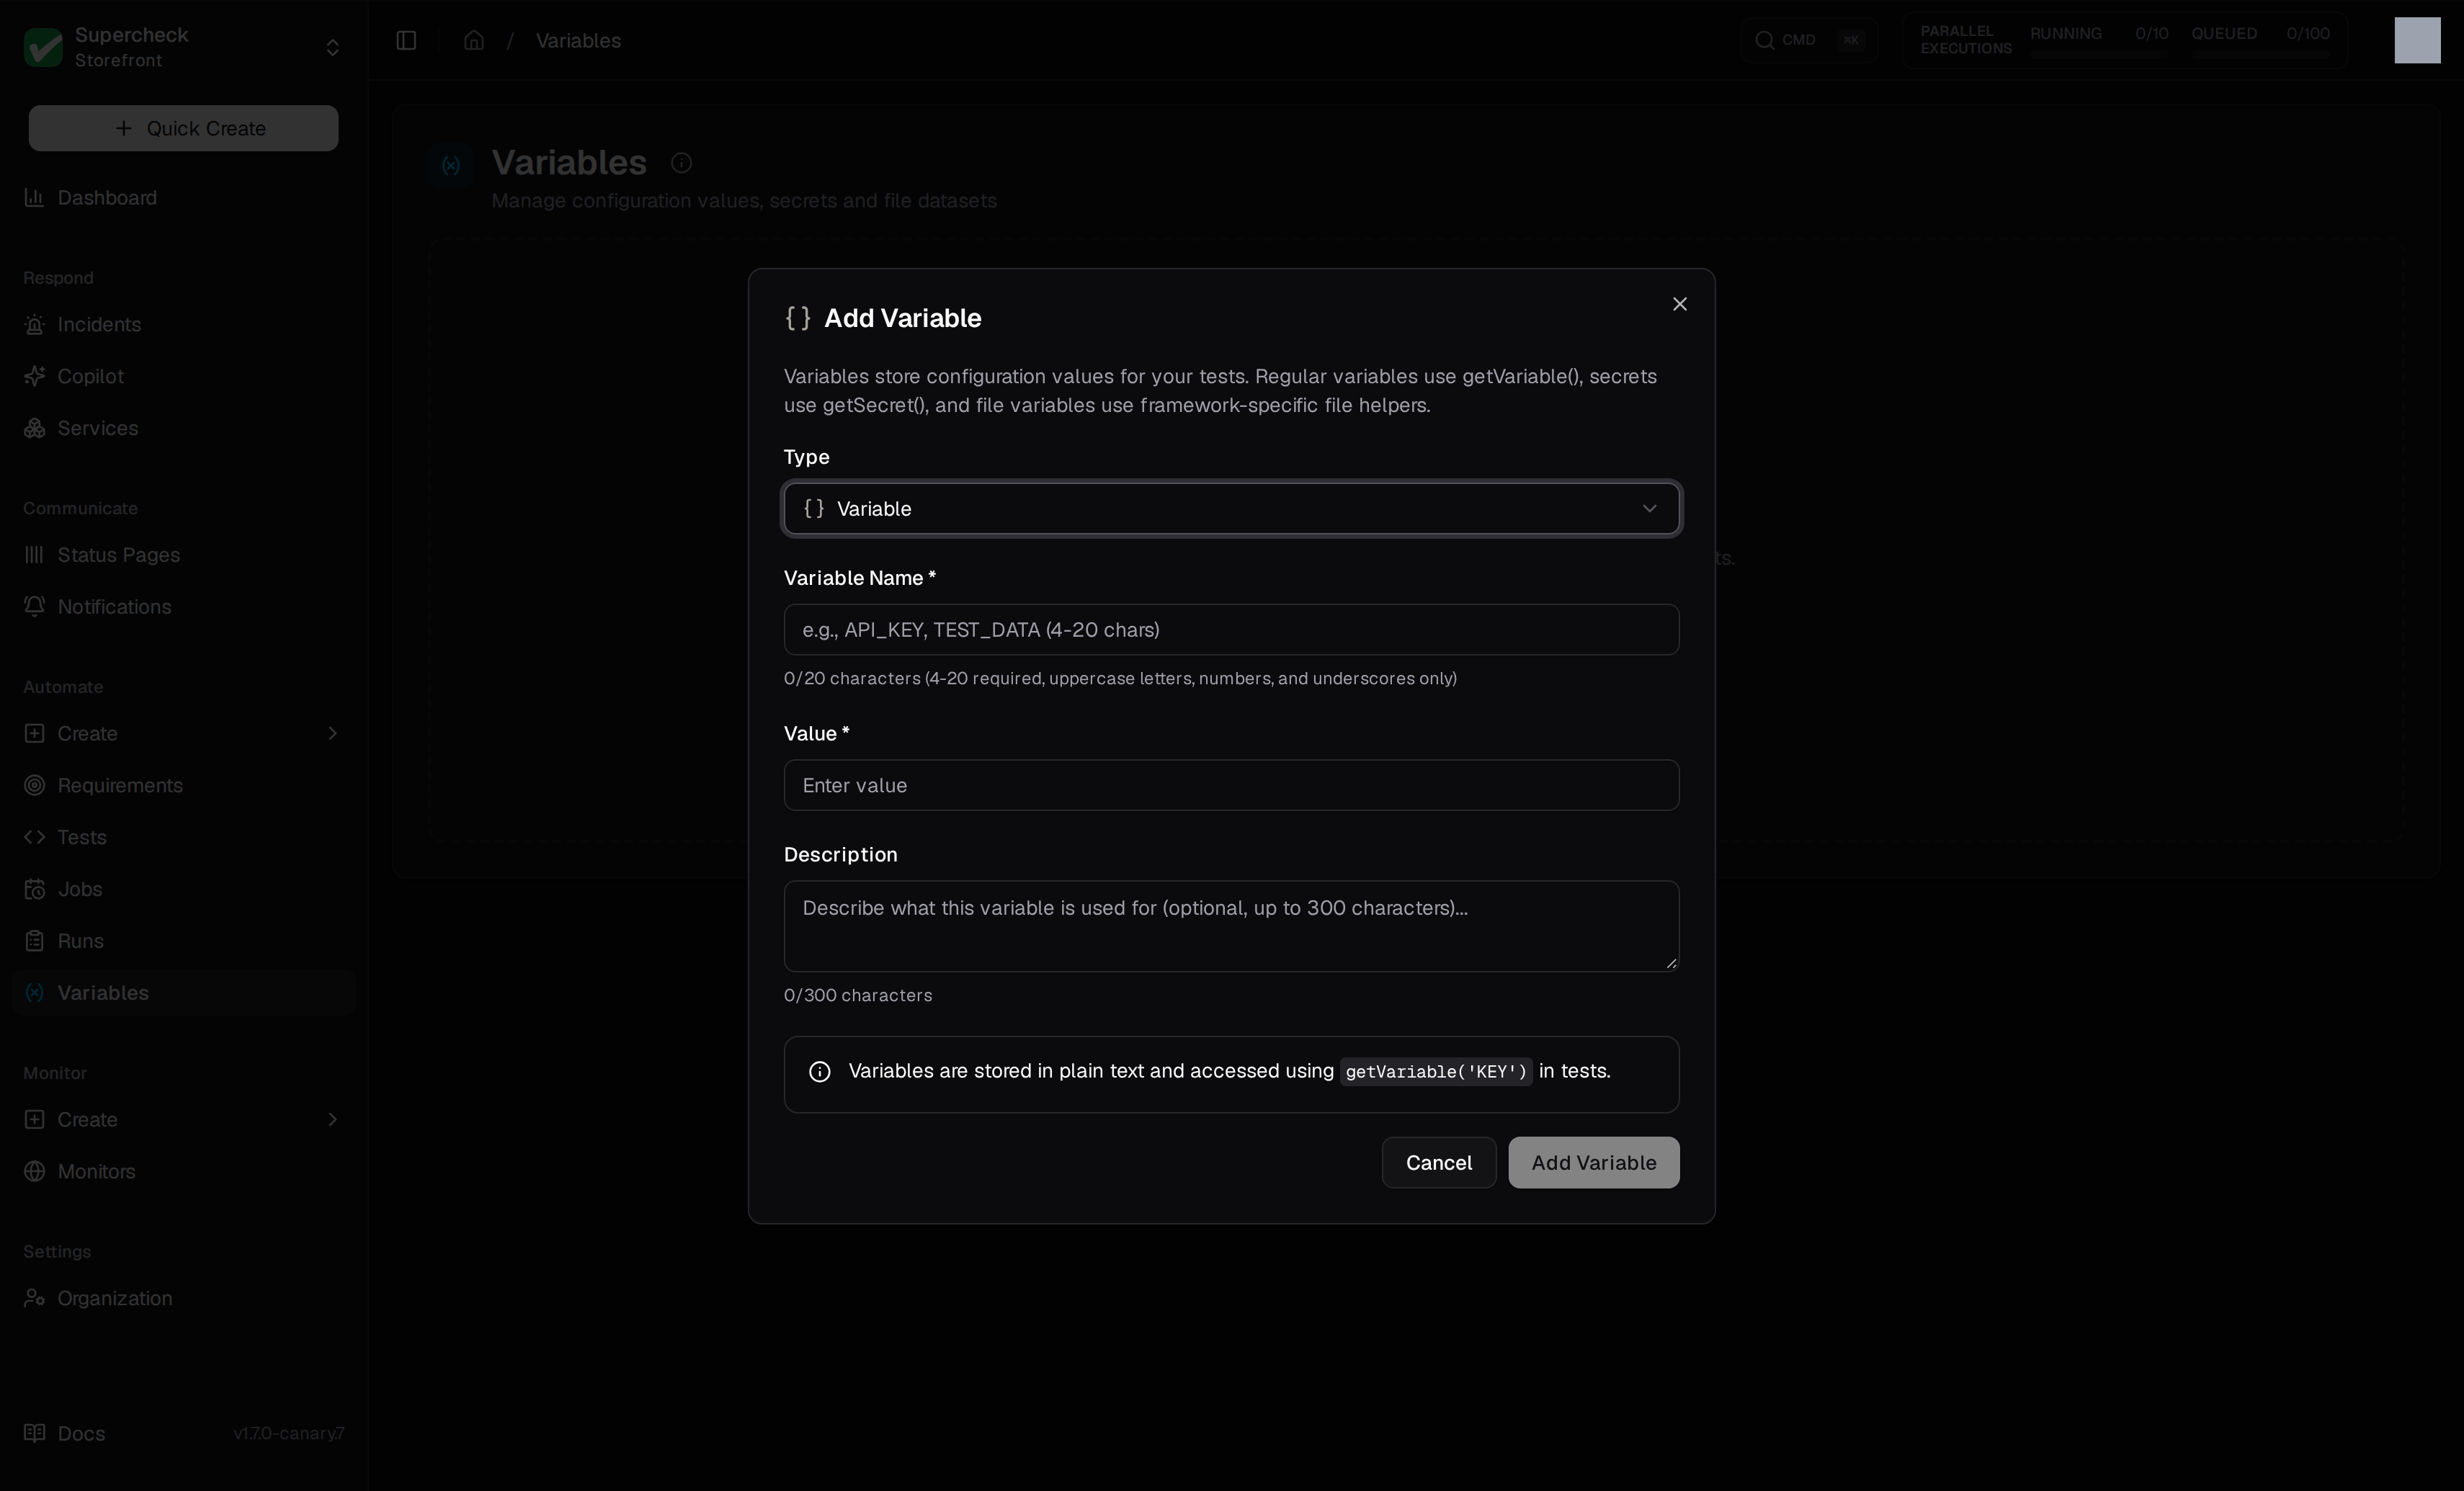 Supercheck
Storefront
Quick Create
Dashboard
Respond
Incidents
Copilot
Services
Communicate
Status Pages
Notifications
Automate
Create
Requirements
Tests
Jobs
Runs
Variables
Monitor
Create
Monitors
Settings
Organization
Docs v1.7.0-canary.7
/ Variables
CMD ⌘K
PARALLEL EXECUTIONS RUNNING 0/10 QUEUED 0/100
Variables
Manage configuration values, secrets and file datasets
ts.
{ } Add Variable
Variables store configuration values for your tests. Regular variables use getVariable(), secrets
use getSecret(), and file variables use framework-specific file helpers.
Type
{ } Variable
Variable Name *
e.g., API_KEY, TEST_DATA (4-20 chars)
0/20 characters (4-20 required, uppercase letters, numbers, and underscores only)
Value *
Enter value
Description
Describe what this variable is used for (optional, up to 300 characters)...
0/300 characters
Variables are stored in plain text and accessed using getVariable('KEY') in tests.
Cancel
Add Variable